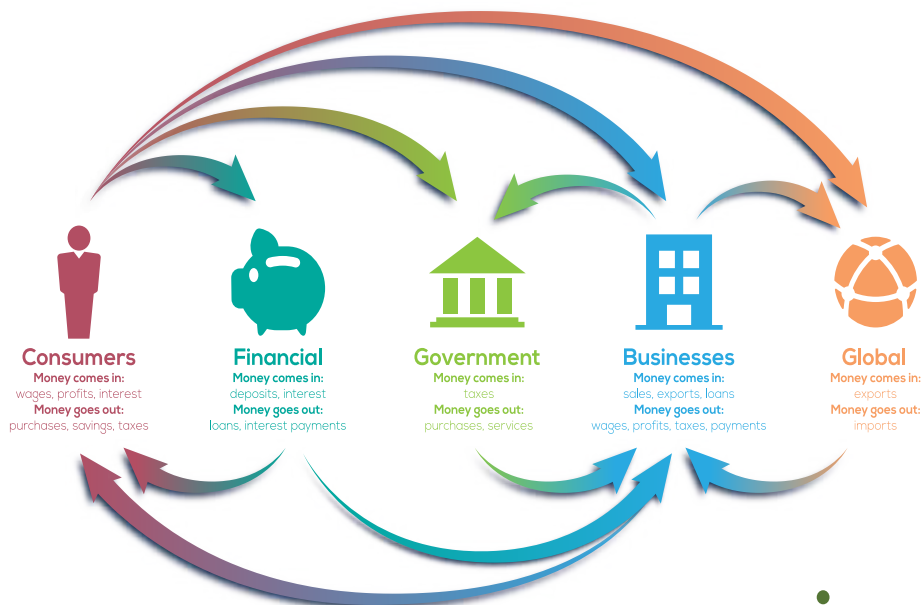 Consumers
Money comes in:
wages, profits, interest
Money goes out:
purchases, savings, taxes
Financial
Money comes in:
deposits, interest
Money goes out:
loans, interest payments
Government
Money comes in:
taxes
Money goes out:
purchases, services
Businesses
Money comes in:
sales, exports, loans
Money goes out:
wages, profits, taxes, payments
Global
Money comes in:
exports
Money goes out:
imports